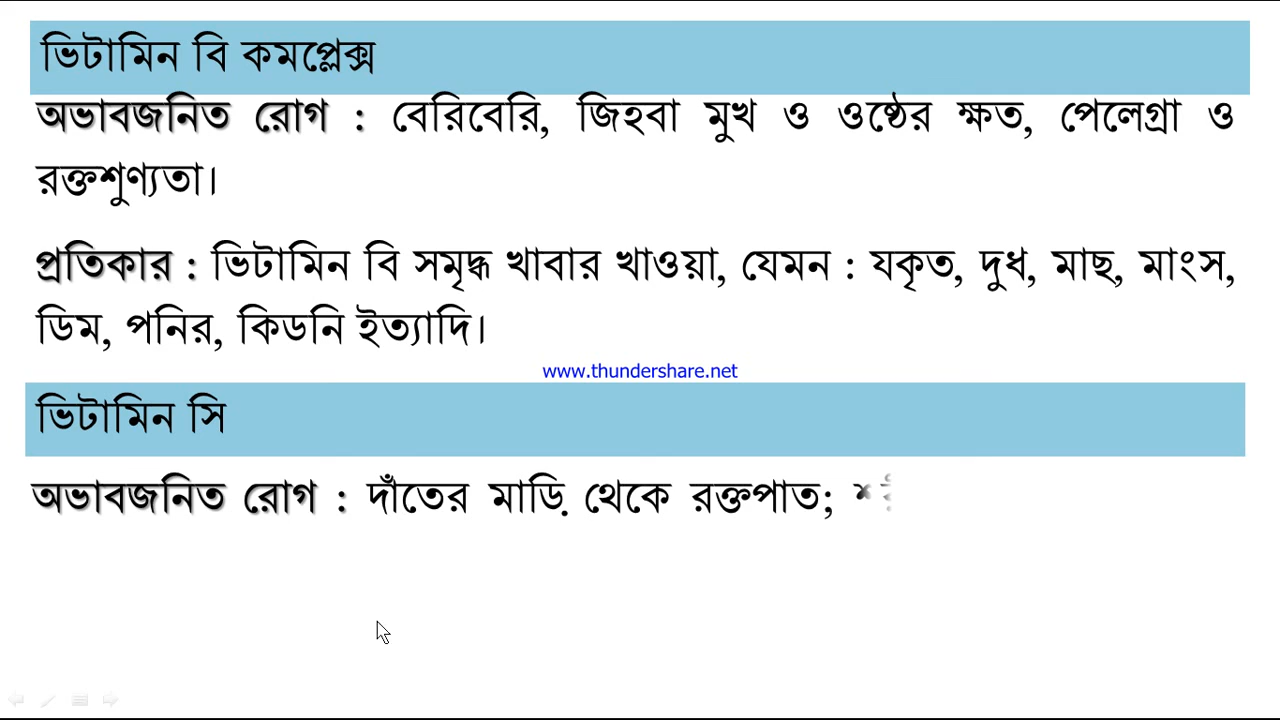 ভিটামিন বি কমপ্লেক্স
অভাবজনিত রোগ : বেরিবেরি, জিহবা মুখ ও ওষ্ঠের ক্ষত, পেলেগ্রা ও
রক্তশুণ্যতা।
প্রতিকার : ভিটামিন বি সমৃদ্ধ খাবার খাওয়া, যেমন : যকৃত, দুধ, মাছ, মাংস,
ডিম, পনির, কিডনি ইত্যাদি।
www.thundershare.net
ভিটামিন সি
অভাবজনিত রোগ : দাঁতের মাড়ি থেকে রক্তপাত;